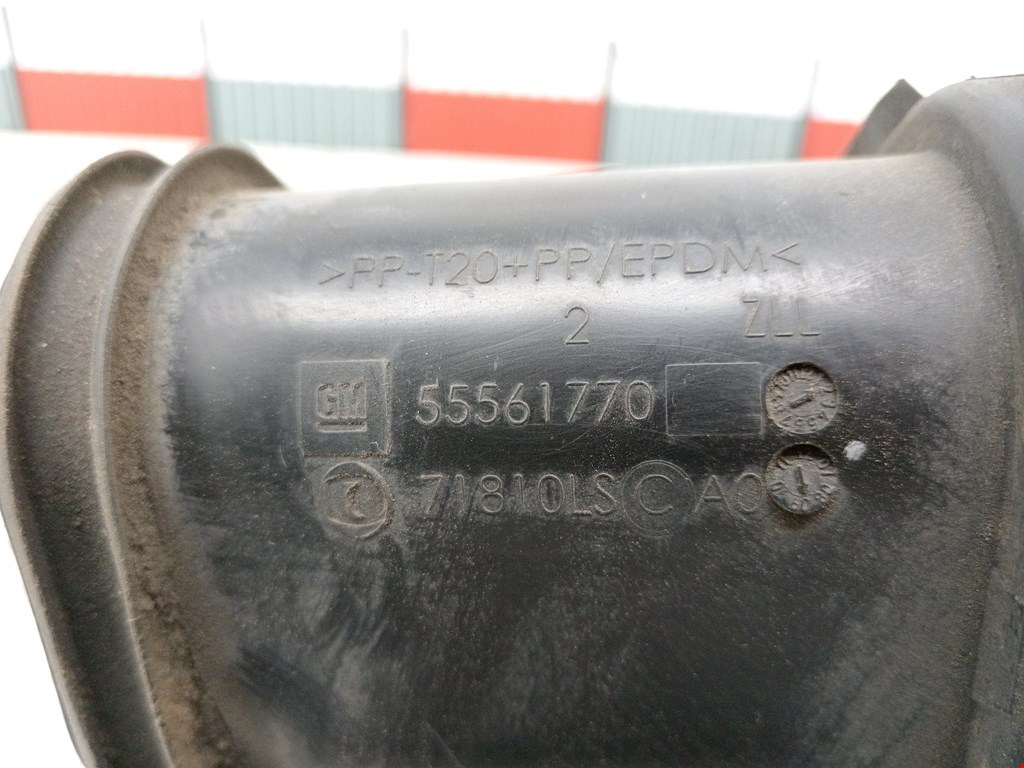 >PP-T20+PP/EPDM<
2 ZLL
GM 55561770
71810LS C AC